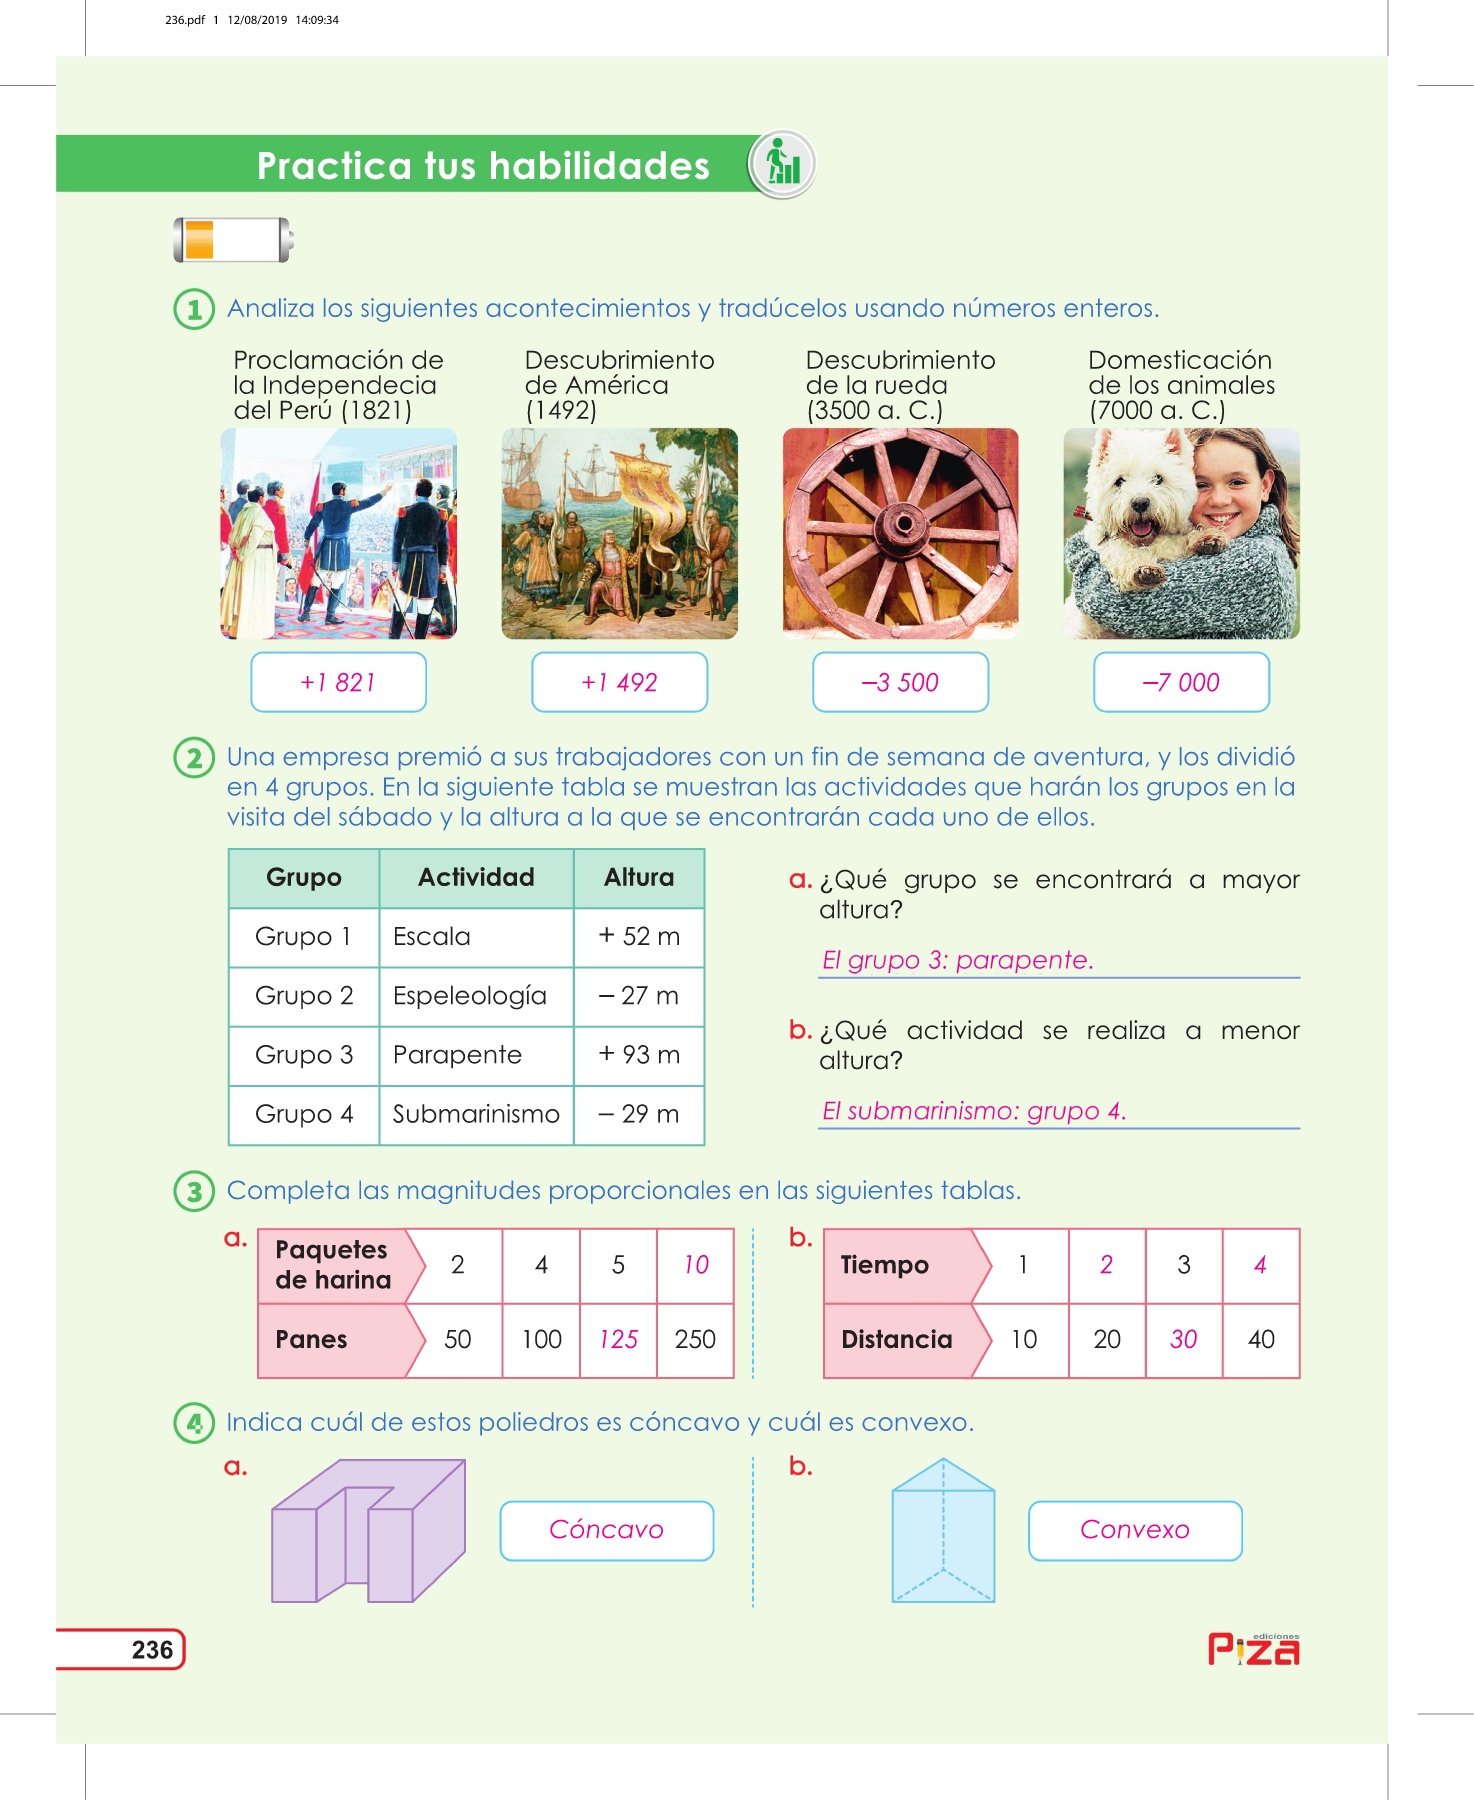 236.pdf 1 12/08/2019 14:09:34
Practica tus habilidades
1 Analiza los siguientes acontecimientos y tradúcelos usando números enteros.
Proclamación de
la Independecia
del Perú (1821)
Descubrimiento
de América
(1492)
Descubrimiento
de la rueda
(3500 a. C.)
Domesticación
de los animales
(7000 a. C.)
+1 821
+1 492
–3 500
–7 000
2 Una empresa premió a sus trabajadores con un fin de semana de aventura, y los dividió
en 4 grupos. En la siguiente tabla se muestran las actividades que harán los grupos en la
visita del sábado y la altura a la que se encontrarán cada uno de ellos.
Grupo Actividad Altura
Grupo 1 Escala + 52 m
Grupo 2 Espeleología – 27 m
Grupo 3 Parapente + 93 m
Grupo 4 Submarinismo – 29 m
a. ¿Qué grupo se encontrará a mayor
altura?
El grupo 3: parapente.
b. ¿Qué actividad se realiza a menor
altura?
El submarinismo: grupo 4.
3 Completa las magnitudes proporcionales en las siguientes tablas.
a.
Paquetes
de harina
2 4 5 10
Panes 50 100 125 250
b.
Tiempo 1 2 3 4
Distancia 10 20 30 40
4 Indica cuál de estos poliedros es cóncavo y cuál es convexo.
a.
Cóncavo
b.
Convexo
236
ediciones
Piza